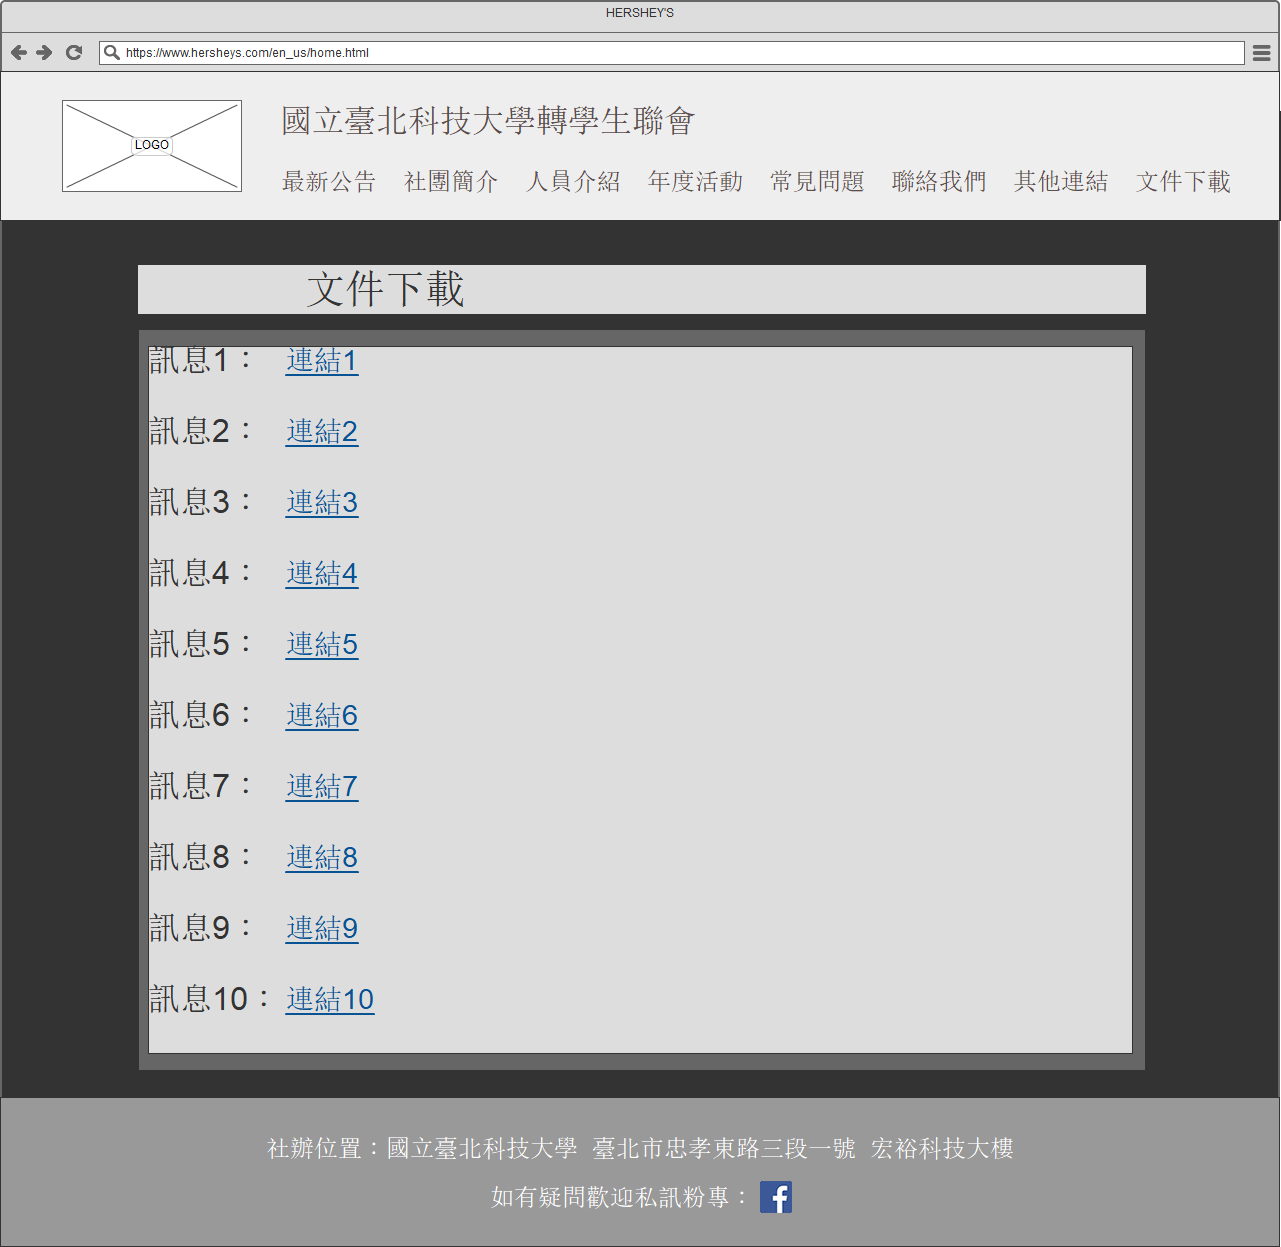 HERSHEY'S
https://www.hersheys.com/en_us/home.html
LOGO
國立臺北科技大學轉學生聯會
最新公告 社團簡介 人員介紹 年度活動 常見問題 聯絡我們 其他連結 文件下載
文件下載
訊息1： 連結1
訊息2： 連結2
訊息3： 連結3
訊息4： 連結4
訊息5： 連結5
訊息6： 連結6
訊息7： 連結7
訊息8： 連結8
訊息9： 連結9
訊息10： 連結10
社辦位置：國立臺北科技大學 臺北市忠孝東路三段一號 宏裕科技大樓
如有疑問歡迎私訊粉專：